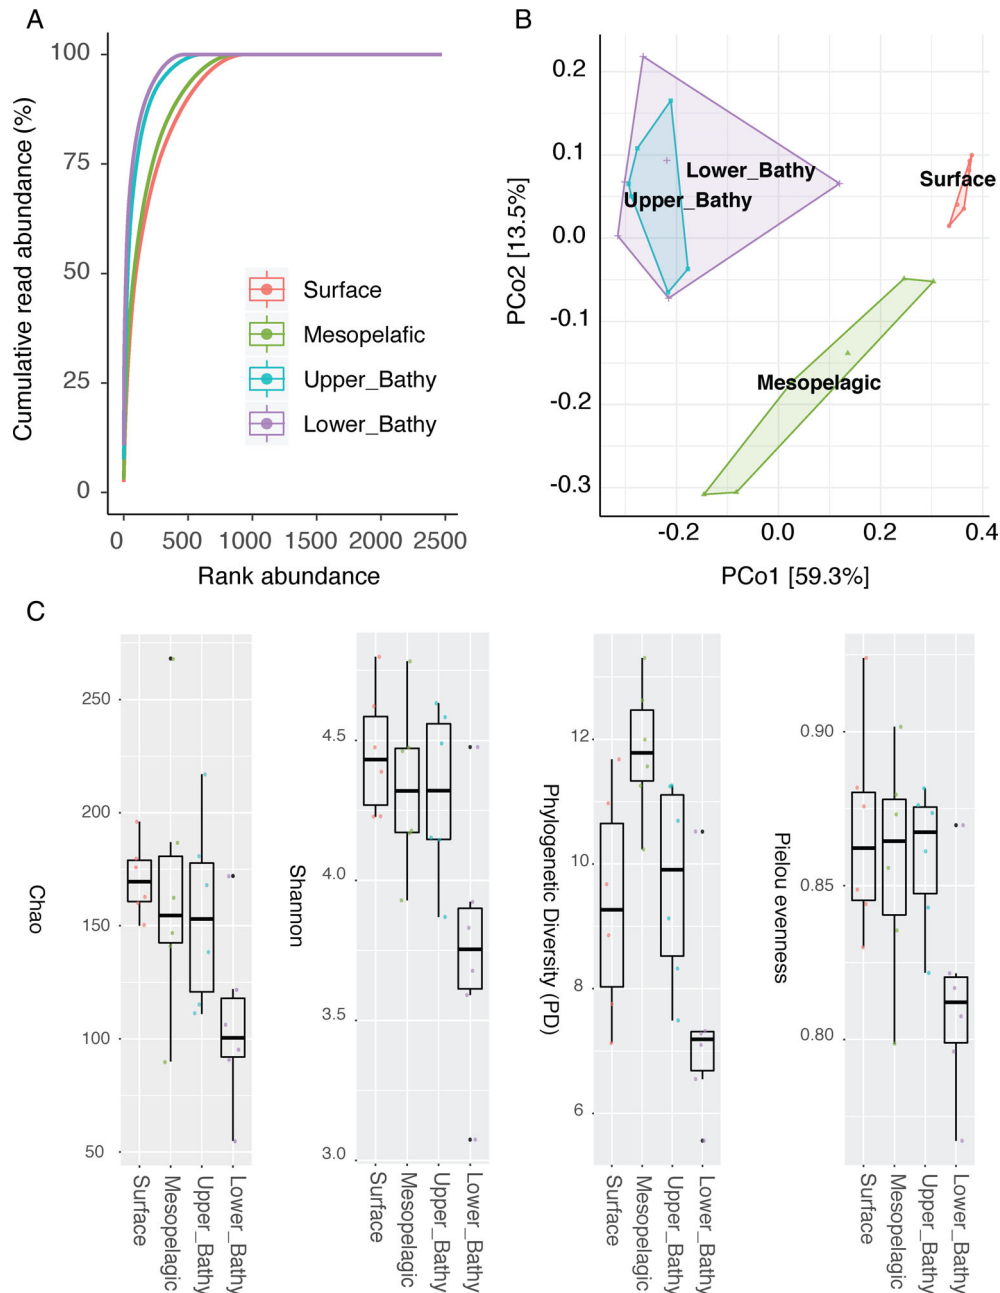 A
Cumulative read abundance (%)
100
75
50
25
0
0 500 1000 1500 2000 2500
Rank abundance
Surface
Mesopelafic
Upper_Bathy
Lower_Bathy
B
PCo2 [13.5%]
0.2
0.1
0.0
-0.1
-0.2
-0.3
-0.2 0.0 0.2 0.4
PCo1 [59.3%]
Lower_Bathy
Upper_Bathy
Surface
Mesopelagic
C
Chao
250
200
150
100
50
Surface
Mesopelagic
Upper_Bathy
Lower_Bathy
Shannon
4.5
4.0
3.5
3.0
Surface
Mesopelagic
Upper_Bathy
Lower_Bathy
Phylogenetic Diversity (PD)
12
10
8
6
Surface
Mesopelagic
Upper_Bathy
Lower_Bathy
Pielou evenness
0.90
0.85
0.80
Surface
Mesopelagic
Upper_Bathy
Lower_Bathy